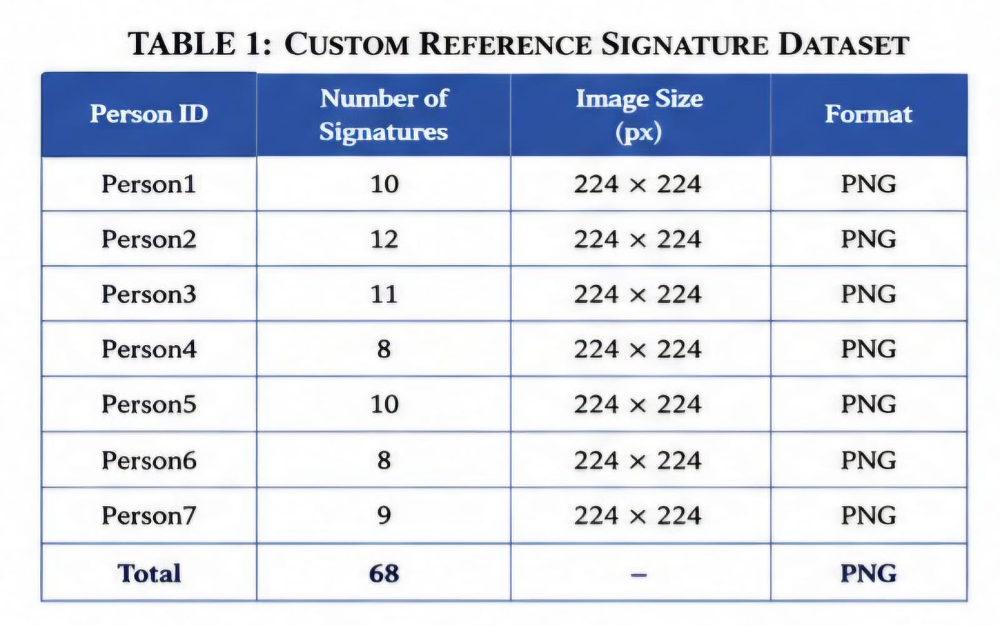 TABLE 1: CUSTOM REFERENCE SIGNATURE DATASET
Person ID Number of Signatures Image Size (px) Format
Person1 10 224 × 224 PNG
Person2 12 224 × 224 PNG
Person3 11 224 × 224 PNG
Person4 8 224 × 224 PNG
Person5 10 224 × 224 PNG
Person6 8 224 × 224 PNG
Person7 9 224 × 224 PNG
Total 68 – PNG